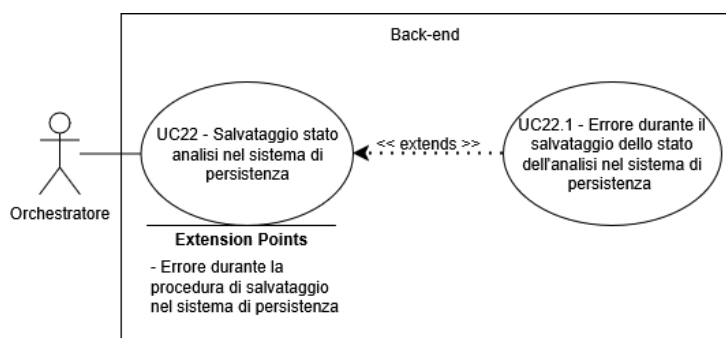 Back-end
UC22 - Salvataggio stato
analisi nel sistema di
persistenza
<< extends >>
UC22.1 - Errore durante il
salvataggio dello stato
dell'analisi nel sistema di
persistenza
Orchestratore
Extension Points
- Errore durante la
procedura di salvataggio
nel sistema di persistenza